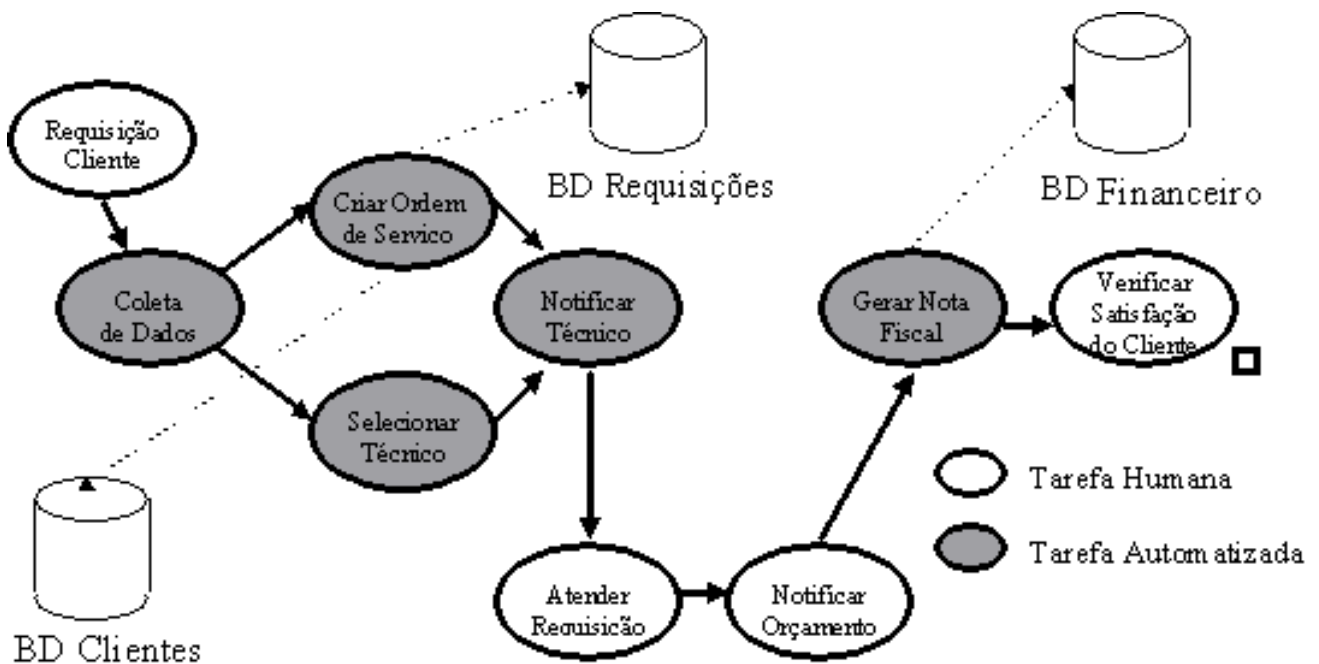 Requisição
Cliente
Coleta
de Dados
Criar Ordem
de Servico
Selecionar
Técnico
BD Clientes
BD Requisições
Notificar
Técnico
Atender
Requisicão
Notificar
Orçamento
Gerar Nota
Fiscal
BD Financeiro
Verificar
Satisfação
do Cliente
Tarefa Humana
Tarefa Automatizada